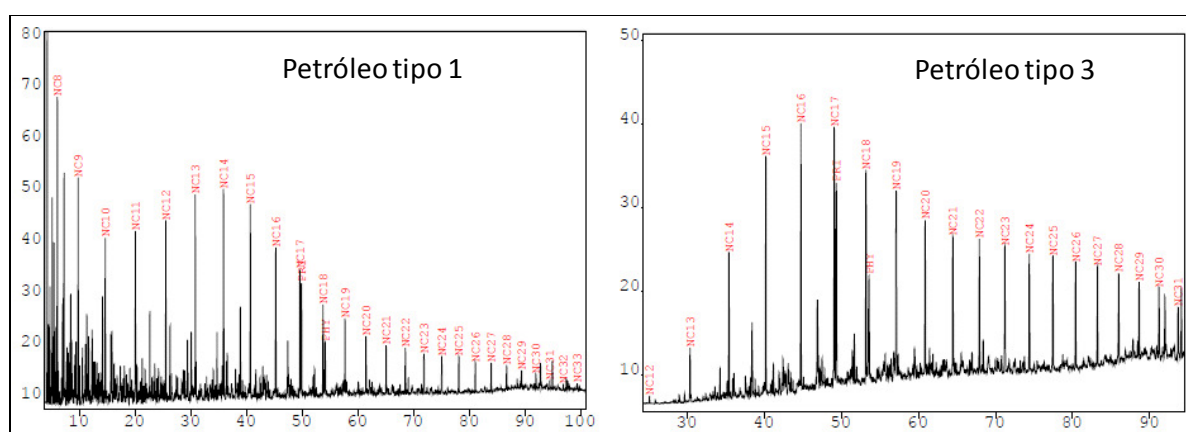 Petróleo tipo 1
80
70
60
50
40
30
20
10
NC8
NC9
NC10
NC11
NC12
NC13
NC14
NC15
NC16
NC17
NC18
PHY
NC19
NC20
NC21
NC22
NC23
NC24
NC25
NC26
NC27
NC28
NC29
NC30
NC31
NC32
NC33
10 20 30 40 50 60 70 80 90 100
Petróleo tipo 3
50
40
30
20
10
NC12
NC13
NC14
NC15
NC16
NC17
PRI
NC18
PHY
NC19
NC20
NC21
NC22
NC23
NC24
NC25
NC26
NC27
NC28
NC29
NC30
NC31
30 40 50 60 70 80 90